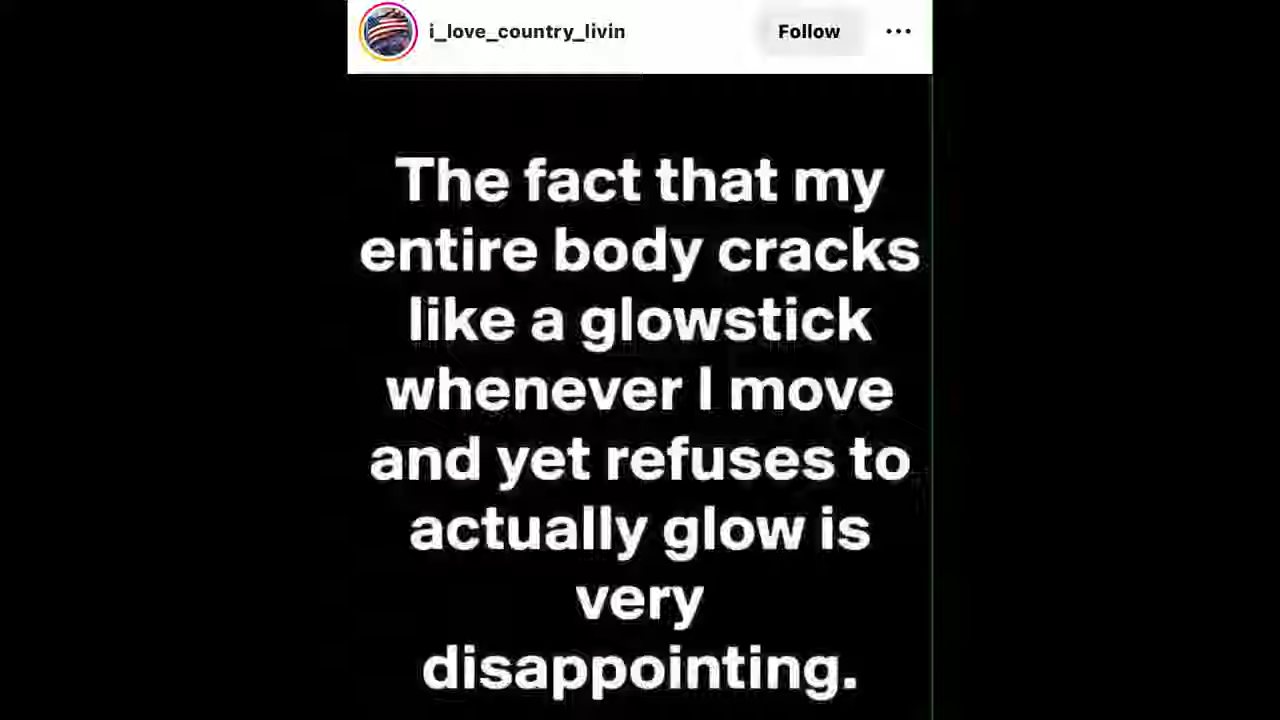 i_love_country_livin
Follow
The fact that my
entire body cracks
like a glowstick
whenever I move
and yet refuses to
actually glow is
very
disappointing.